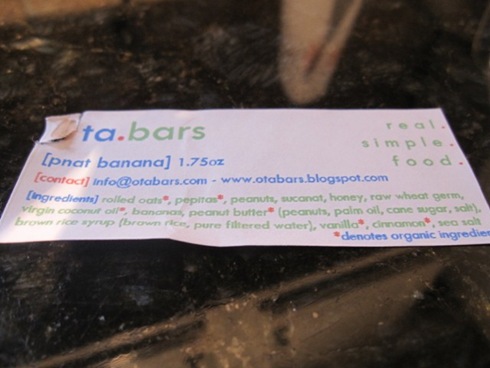 ta.bars
real.
simple.
food.
[pnat banana] 1.75oz
[contact] info@otabars.com - www.otabars.blogspot.com
[ingredients] rolled oats*, pepitas*, peanuts, sucanat, honey, raw wheat germ,
virgin coconut oil*, bananas, peanut butter* (peanuts, palm oil, cane sugar, salt),
brown rice syrup (brown rice, pure filtered water), vanilla*, cinnamon*, sea salt
*denotes organic ingredien